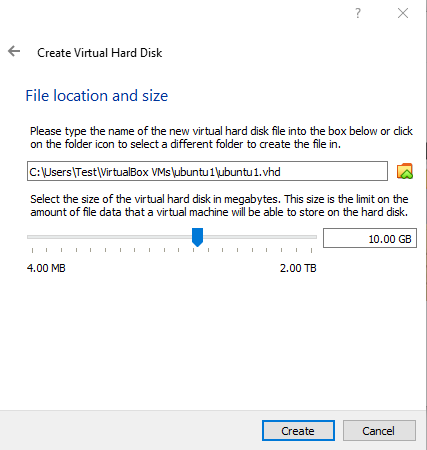 ?
Create Virtual Hard Disk
File location and size
Please type the name of the new virtual hard disk file into the box below or click
on the folder icon to select a different folder to create the file in.
C:\Users\Test\VirtualBox VMs\ubuntu1\ubuntu1.vhd
Select the size of the virtual hard disk in megabytes. This size is the limit on the
amount of file data that a virtual machine will be able to store on the hard disk.
10.00 GB
4.00 MB 2.00 TB
Create Cancel